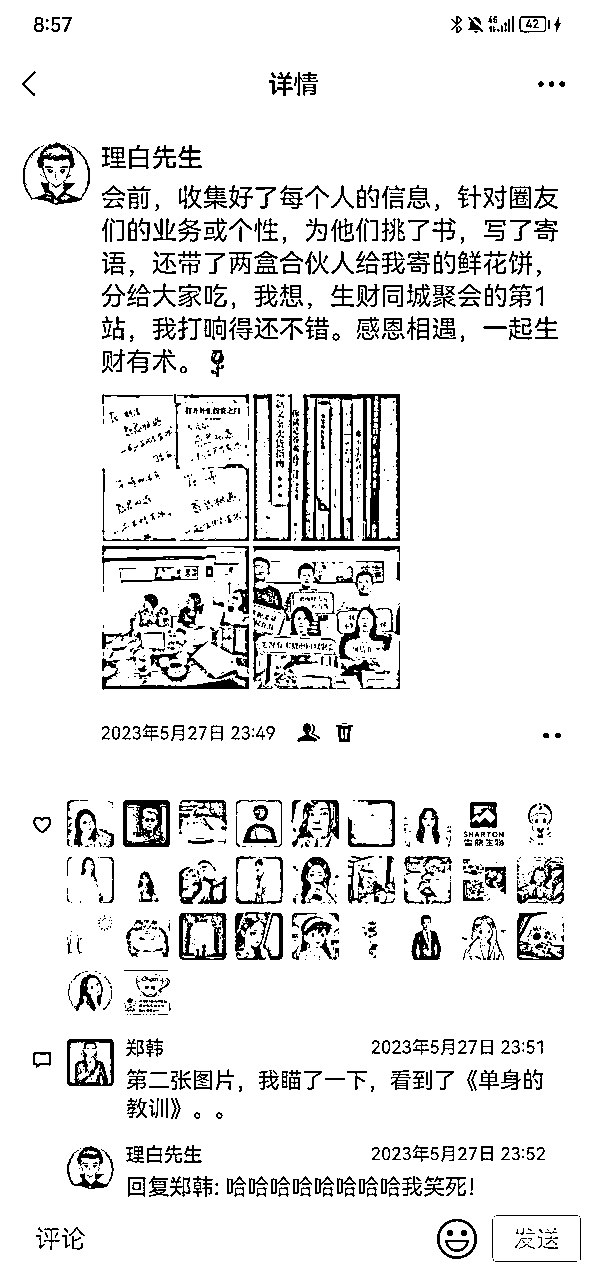 8:57
42
详情
理白先生
会前，收集好了每个人的信息，针对圈友
们的业务或个性，为他们挑了书，写了寄
语，还带了两盒合伙人给我寄的鲜花饼，
分给大家吃，我想，生财同城聚会的第1
站，我打响得还不错。感恩相遇，一起生
财有术。
2023年5月27日 23:49
SHARTON
郑韩
2023年5月27日 23:51
第二张图片，我瞄了一下，看到了《单身的
教训》。。
理白先生
2023年5月27日 23:52
回复郑韩: 哈哈哈哈哈哈哈哈我笑死！
评论
发送